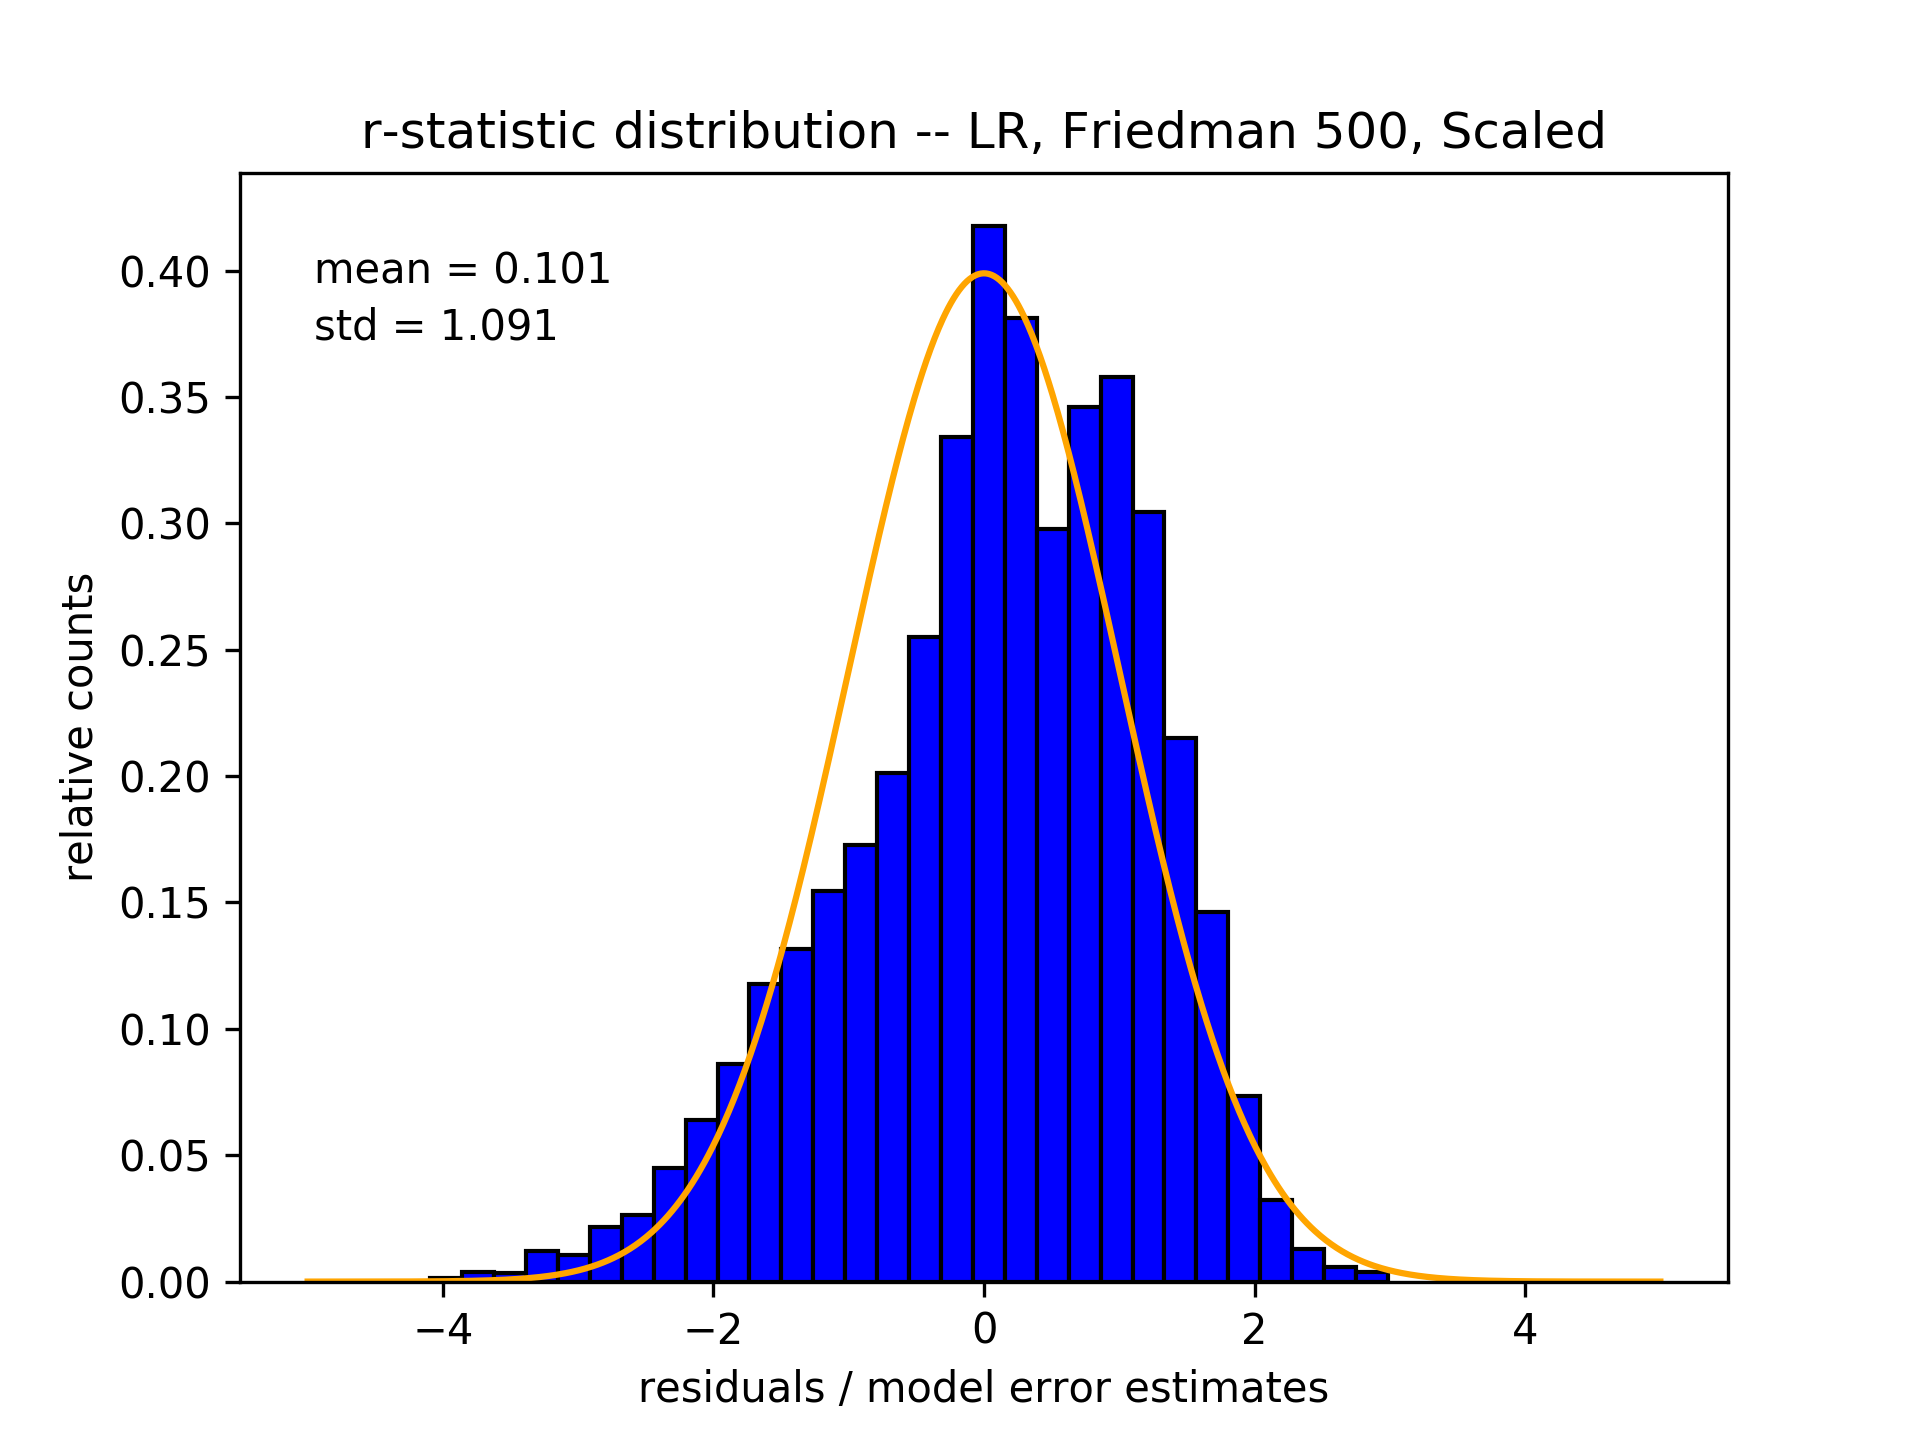 r-statistic distribution -- LR, Friedman 500, Scaled
mean = 0.101
std = 1.091
relative counts
0.40
0.35
0.30
0.25
0.20
0.15
0.10
0.05
0.00
−4 −2 0 2 4
residuals / model error estimates